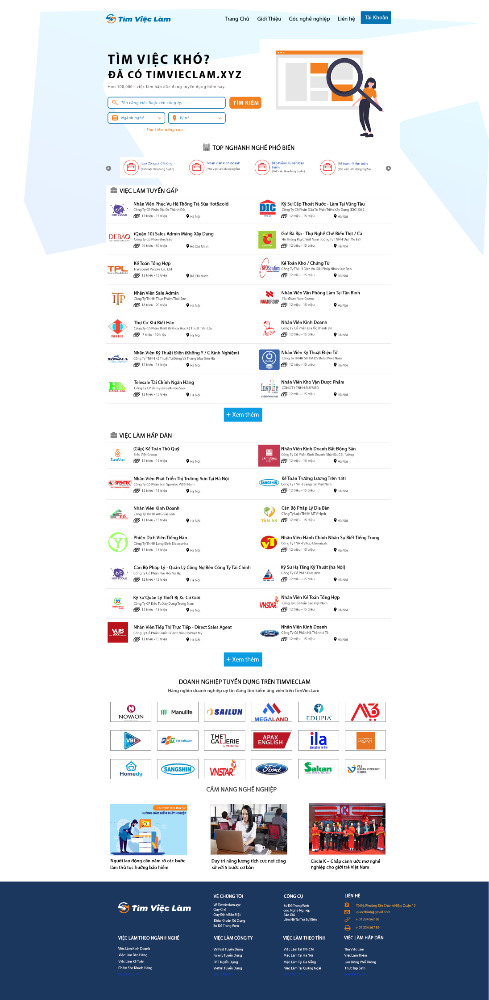 Tìm Việc Làm
Trang Chủ
Giới Thiệu
Góc nghề nghiệp
Liên hệ
Tài Khoản
TÌM VIỆC KHÓ?
ĐÃ CÓ TIMVIECLAM.XYZ
Hơn 100,000+ việc làm hấp dẫn đang tuyển dụng hôm nay.
Tên công việc hoặc tên công ty.
TÌM KIẾM
Ngành nghề
Vị trí
Tìm kiếm nâng cao.
TOP NGHÀNH NGHỀ PHỔ BIẾN
Lao động phổ thông
(769 việc làm đang tuyển)
Nhân viên kinh doanh
(769 việc làm đang tuyển)
Bảo hiểm/ Tư vấn bảo
hiểm
(769 việc làm đang tuyển)
Kế toán - Kiểm toán
(306 việc làm đang tuyển)
VIỆC LÀM TUYỂN GẤP
HOT&COLD
Nhân Viên Phục Vụ Hệ Thống Trà Sữa Hot&cold
Công Ty Cổ Phần Địa Ốc Thành Đô
12 triệu - 15 triệu
Hà Nội
DIC
No 2
Kỹ Sư Cấp Thoát Nước - Làm Tại Vũng Tàu
Công Ty Cổ Phần Đầu Tư Phát Triển Xây Dựng (DIC) Số 2
12 triệu - 15 triệu
Hà Nội
DEBAO
(Quận 10) Sales Admin Mảng Xây Dựng
Công ty Cổ Phần Đức Bảo
20 triệu - 30 triệu
Hồ Chí Minh
Big C
Go! Bà Rịa - Thợ Nghề Chế Biến Thịt / Cá
Hệ Thống Big C Việt Nam ( Công Ty TNHH Dịch Vụ EB)
12 triệu - 15 triệu
Hà Nội
TPL
Kế Toán Tổng Hợp
Transcend People Co., Ltd
12 triệu - 15 triệu
Hồ Chí Minh
BPO Solution
Kế Toán Kho / Chứng Từ
Công Ty TNHH Dịch Vụ Giải Pháp Nhân Lực Bpo
12 triệu - 15 triệu
Hà Nội
ITP
Nhân Viên Sale Admin
Công Ty TNHH Thực Phẩm Thái Sơn
18 triệu - 20 triệu
Hà Nội
NAMGROUP
Nhân Viên Văn Phòng Làm Tại Tân Bình
Tập đoàn Nam Group
12 triệu - 15 triệu
Hà Nội
Thợ Cơ Khí Biết Hàn
Công Ty Cổ Phần Thiết Bị Khoa Học Kỹ Thuật Tiến Lộc
7 triệu - 10 triệu
Hà Nội
Nhân Viên Kinh Doanh
Công Ty Cổ Phần Địa Ốc Thành Đô
12 triệu - 15 triệu
Hà Nội
SONHA
Elevator
Nhân Viên Kỹ Thuật Điện (Không Y / C Kinh Nghiệm)
Công Ty TNHH Kỹ Thuật Tự Động Và Thang Máy Sơn Hà
12 triệu - 15 triệu
Hà Nội
beled
Nhân Viên Kỹ Thuật Điện Tử
Công Ty TNHH SX TM DV Beled Viet Nam
12 triệu - 15 triệu
Hà Nội
HONG ANH
Telesale Tài Chính Ngân Hàng
Công Ty CP Bellsystem24-Hoa Sao
12 triệu - 15 triệu
Hà Nội
Inspire
Nhân Viên Kho Vận Dược Phẩm
CÔNG TY TNHH BUYMED
12 triệu - 15 triệu
Hà Nội
+ Xem thêm
VIỆC LÀM HẤP DẪN
SieuViet
(Gấp) Kế Toán Thủ Quỹ
Siêu Việt Group
12 triệu - 15 triệu
Hà Nội
CÁT TƯỜNG
GROUP
Nhân Viên Kinh Doanh Bất Động Sản
Công Ty Cổ Phần Kinh Doanh Nhà Đất Cát Tường
12 triệu - 15 triệu
Hà Nội
SPENTEC
Nhân Viên Phát Triển Thị Trường Sơn Tại Hà Nội
12 triệu - 15 triệu
Hà Nội
SANGSHIN
Kế Toán Trưởng Lương Trên 15tr
Công Ty TNHH Sangshin Việt Nam
12 triệu - 15 triệu
Hà Nội
Nhân Viên Kinh Doanh
Công Ty TNHH A&G Sài Gòn
12 triệu - 15 triệu
Hà Nội
TÂM AN
Cán Bộ Pháp Lý Địa Bàn
Công Ty Luật TNHH MTV Hpdr
12 triệu - 15 triệu
Hà Nội
Y
Phiên Dịch Viên Tiếng Hàn
Công Ty TNHH Long Bình Electronics
12 triệu - 15 triệu
Hà Nội
VT
Nhân Viên Hành Chính Nhân Sự Biết Tiếng Trung
Công Ty TNHH Vitop Chemicals
12 triệu - 15 triệu
Hà Nội
HOT&COLD
Cán Bộ Pháp Lý - Quản Lý Công Nợ Bên Công Ty Tài Chính
Công Ty Cổ Phần Thu Hồi Nợ Hp
12 triệu - 15 triệu
Hà Nội
Kỹ Sư Hạ Tầng Kỹ Thuật [hà Nội]
Công Ty Cổ Phần Đức Anh
12 triệu - 15 triệu
Hà Nội
TRUNGNAM
Group
Kỹ Sư Quản Lý Thiết Bị Xe Cơ Giới
Công Ty CP Đầu Tư Xây Dựng Trung Nam
12 triệu - 15 triệu
Hà Nội
VNSTAR
Nhân Viên Kế Toán Tổng Hợp
Công Ty Cổ Phần Sao Việt Nam
12 triệu - 15 triệu
Hà Nội
VUS
Nhân Viên Tiếp Thị Trực Tiếp - Direct Sales Agent
Công Ty Cổ Phần Quốc Tế Anh Văn Hội Việt Mỹ
12 triệu - 15 triệu
Hà Nội
Ford
Nhân Viên Kinh Doanh
Công Ty Cổ Phần Hà Thành ô Tô
12 triệu - 15 triệu
Hà Nội
+ Xem thêm
DOANH NGHIỆP TUYỂN DỤNG TRÊN TIMVIECLAM
Hàng nghìn doanh nghiệp uy tín đang tìm kiếm ứng viên trên TimViecLam
NOVAON
Manulife
SAILUN
MEGALAND
EDUPIA
VBI
FPT Fpt Software
THE GALLERIE
by PRUDENTIAL
APAX
ENGLISH
ila
education for life
PROPZY
Homedy
SANGSHIN
VNSTAR
Ford
Sakan
V&J
HUMAN RESOURCE
SCHOOL
CẨM NANG NGHỀ NGHIỆP
Các bước làm thủ tục
HƯỞNG BẢO HIỂM THẤT NGHIỆP
Người lao động cần nắm rõ các bước
làm thủ tục hưởng bảo hiểm
Duy trì năng lượng tích cực nơi công
sở với 5 bước cơ bản
Circle K – Chắp cánh ước mơ nghề
nghiệp cho giới trẻ Việt Nam
Tìm Việc Làm
VỀ CHÚNG TÔI
Về Timvieclam.xyz
Quy Chế
Quy Định Bảo Mật
Điều Khoản Xử Dụng
Sơ Đồ Trang Web
CÔNG CỤ
Sơ Đồ Trang Web
Góc Nghề Nghiệp
Báo Giá
Liên Hệ Tài Trợ Sự Kiện
LIÊN HỆ
Tô Ký, Phường Tân Chánh Hiệp, Quận 12
quocthinh@gmail.com
+ 01 234 567 88
+ 01 234 567 89
VIỆC LÀM THEO NGÀNH NGHỀ
Việc Làm Kinh Doanh
Việc Làm Bán Hàng
Việc Làm Kế Toán
Chăm Sóc Khách Hàng
VIỆC LÀM CÔNG TY
VinFast Tuyển Dụng
Family Tuyển Dụng
FPT Tuyển Dụng
Viettel Tuyển Dụng
VIỆC LÀM THEO TỈNH
Việc Làm Tại TPHCM
Việc Làm Tại Hà Nội
Việc Làm Tại Đà Nẵng
Việc Làm Tại Quảng Ngãi
VIỆC LÀM HẤP DẪN
Tìm Việc Làm
Việc Làm Thêm
Lao Động Phổ Thông
Thực Tập Sinh